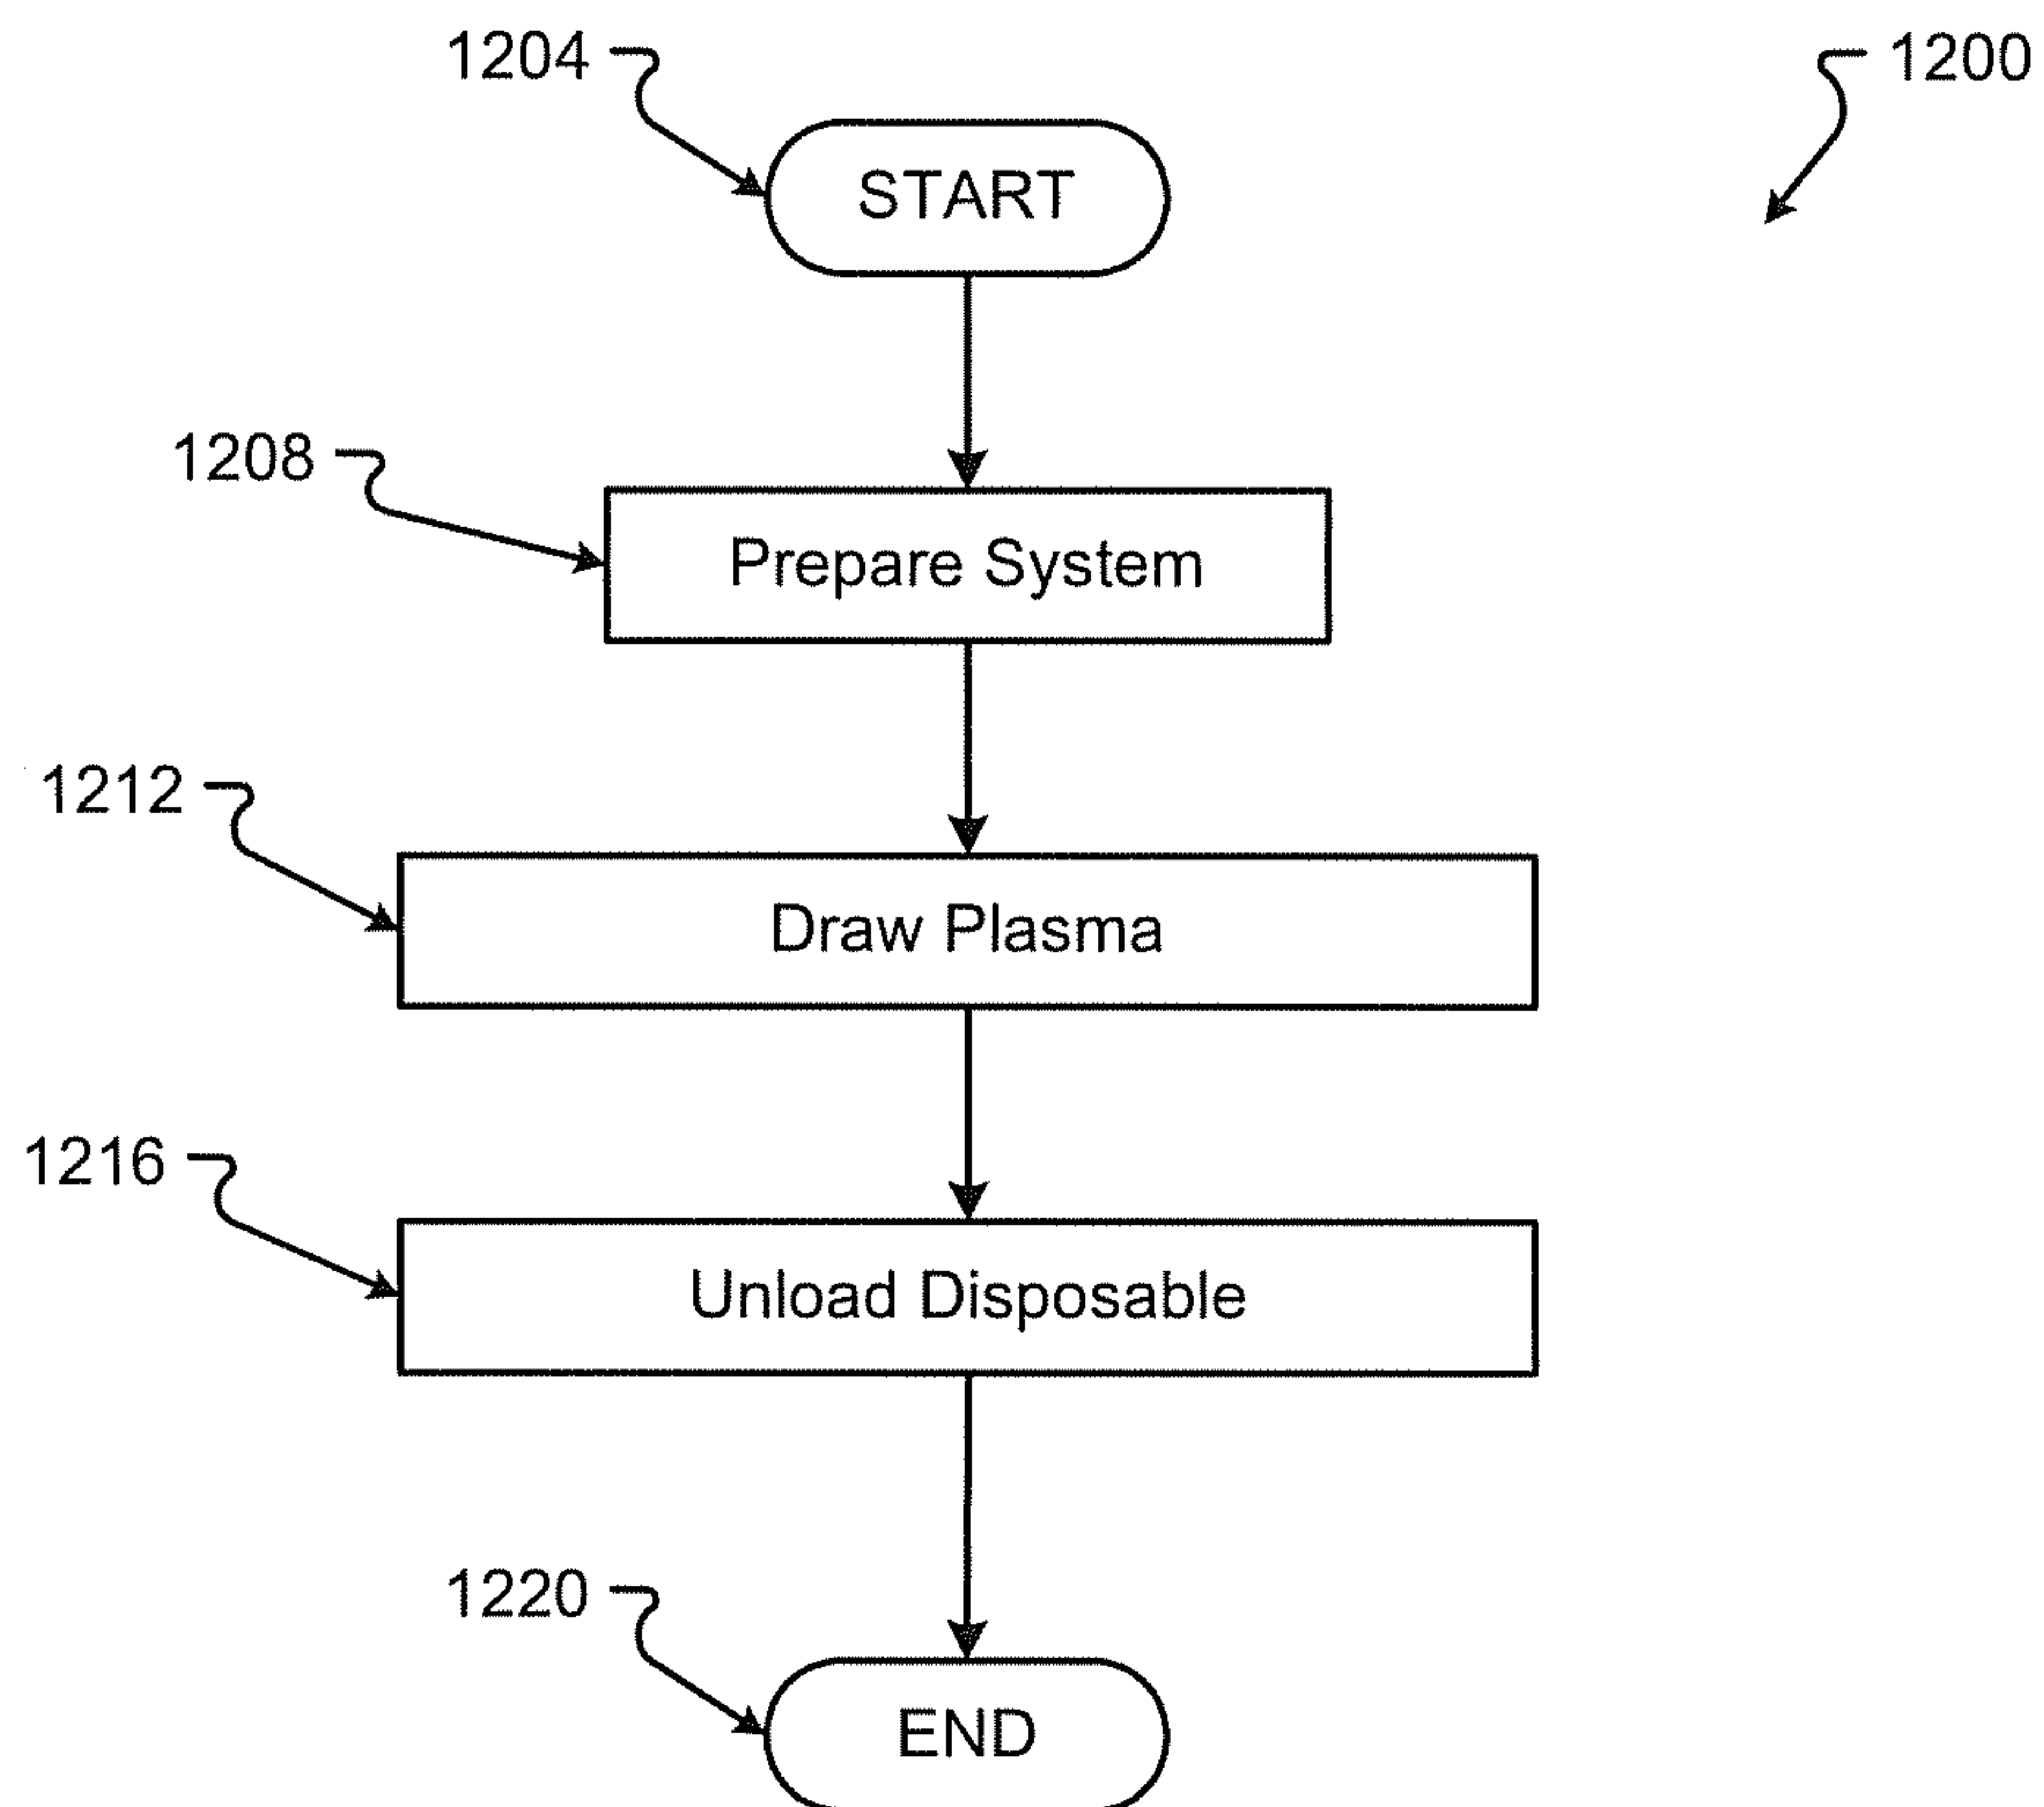 1204
1200
START
1208
Prepare System
1212
Draw Plasma
1216
Unload Disposable
1220
END